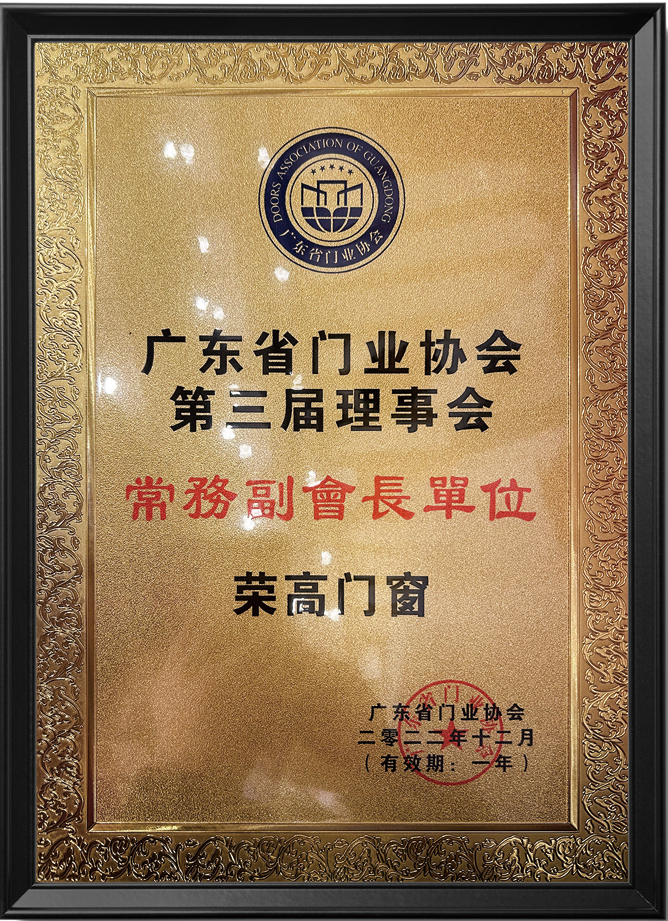 DOORS ASSOCIATION OF GUANGDONG
广东省门业协会
广东省门业协会
第三届理事会
常務副會長單位
荣高门窗
广东省门业协会
二零二二年十二月
（有效期：一年）